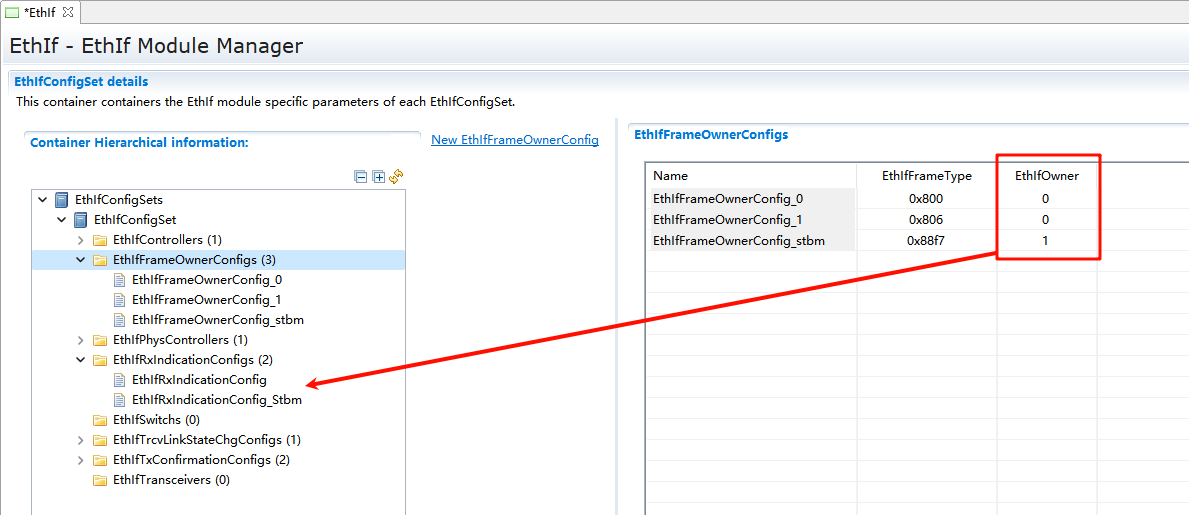 *EthIf
EthIf - EthIf Module Manager
EthIfConfigSet details
This container containers the EthIf module specific parameters of each EthIfConfigSet.
Container Hierarchical information:
New EthIfFrameOwnerConfig
EthIfConfigSets
EthIfConfigSet
EthIfControllers (1)
EthIfFrameOwnerConfigs (3)
EthIfFrameOwnerConfig_0
EthIfFrameOwnerConfig_1
EthIfFrameOwnerConfig_stbm
EthIfPhysControllers (1)
EthIfRxIndicationConfigs (2)
EthIfRxIndicationConfig
EthIfRxIndicationConfig_Stbm
EthIfSwitchs (0)
EthIfTrcvLinkStateChgConfigs (1)
EthIfTxConfirmationConfigs (2)
EthIfTransceivers (0)
EthIfFrameOwnerConfigs
Name EthIfFrameType EthIfOwner
EthIfFrameOwnerConfig_0 0x800 0
EthIfFrameOwnerConfig_1 0x806 0
EthIfFrameOwnerConfig_stbm 0x88f7 1